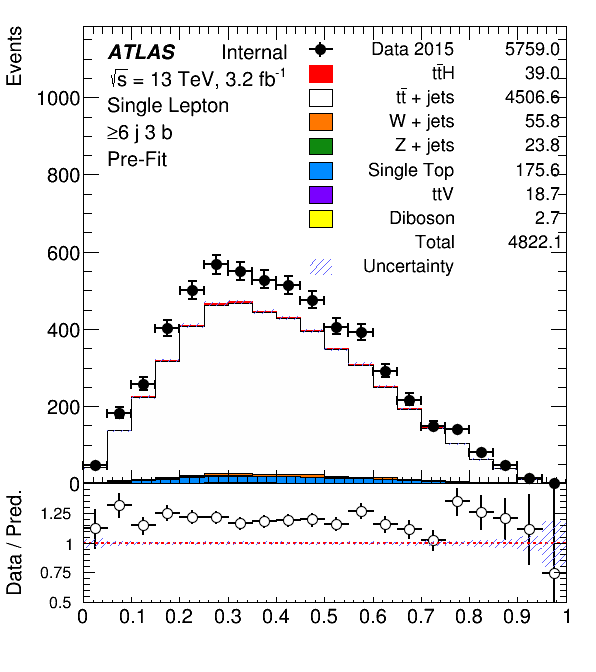 Events
ATLAS Internal
√s = 13 TeV, 3.2 fb⁻¹
Single Lepton
≥6 j 3 b
Pre-Fit
Data 2015 5759.0
tt̄H 39.0
tt̄ + jets 4506.6
W + jets 55.8
Z + jets 23.8
Single Top 175.6
ttV 18.7
Diboson 2.7
Total 4822.1
Uncertainty
1000
800
600
400
200
0
Data / Pred.
1.25
1
0.75
0.5
0 0.1 0.2 0.3 0.4 0.5 0.6 0.7 0.8 0.9 1